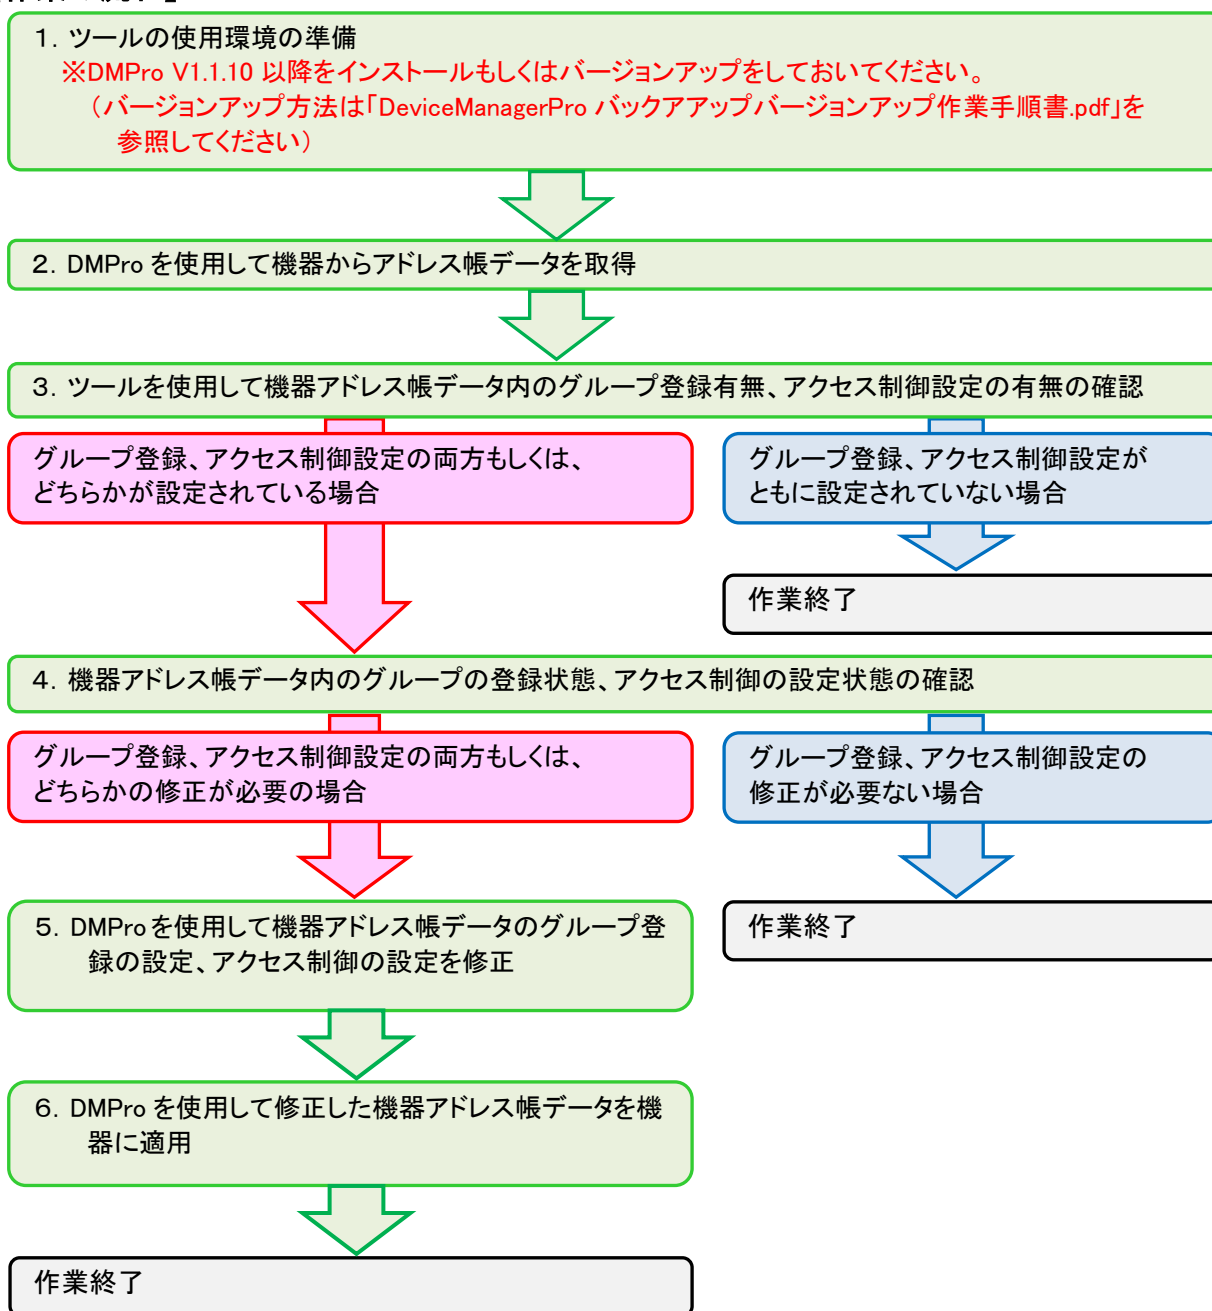 １．ツールの使用環境の準備
※DMPro V1.1.10 以降をインストールもしくはバージョンアップをしておいてください。
（バージョンアップ方法は「DeviceManagerPro バックアアップバージョンアップ作業手順書.pdf」を
参照してください）
２．DMPro を使用して機器からアドレス帳データを取得
３．ツールを使用して機器アドレス帳データ内のグループ登録有無、アクセス制御設定の有無の確認
グループ登録、アクセス制御設定の両方もしくは、
どちらかが設定されている場合
グループ登録、アクセス制御設定が
ともに設定されていない場合
作業終了
４．機器アドレス帳データ内のグループの登録状態、アクセス制御の設定状態の確認
グループ登録、アクセス制御設定の両方もしくは、
どちらかの修正が必要の場合
グループ登録、アクセス制御設定の
修正が必要ない場合
５．DMProを使用して機器アドレス帳データのグループ登
録の設定、アクセス制御の設定を修正
作業終了
６．DMPro を使用して修正した機器アドレス帳データを機
器に適用
作業終了